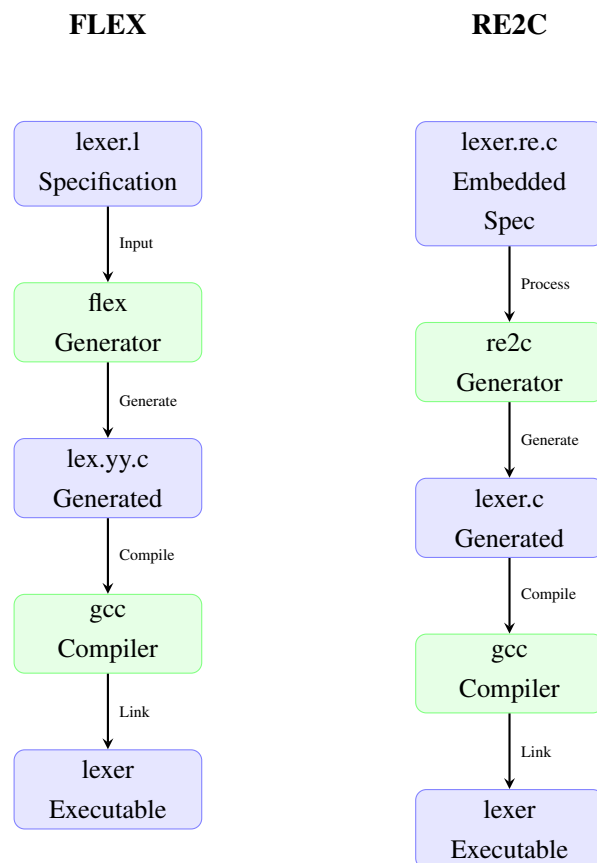 FLEX
lexer.l
Specification
Input
flex
Generator
Generate
lex.yy.c
Generated
Compile
gcc
Compiler
Link
lexer
Executable
RE2C
lexer.re.c
Embedded
Spec
Process
re2c
Generator
Generate
lexer.c
Generated
Compile
gcc
Compiler
Link
lexer
Executable